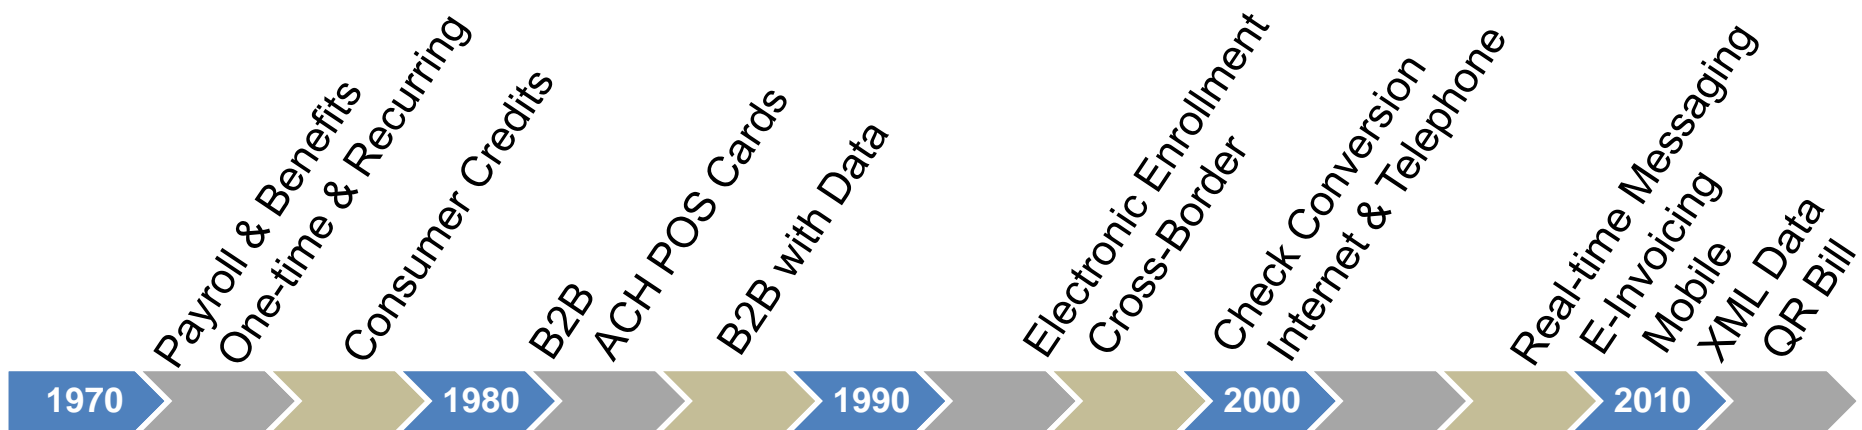 Payroll & Benefits
One-time & Recurring
Consumer Credits
B2B
ACH POS Cards
B2B with Data
Electronic Enrollment
Cross-Border
Check Conversion
Internet & Telephone
Real-time Messaging
E-Invoicing
Mobile
XML Data
QR Bill
1970
1980
1990
2000
2010